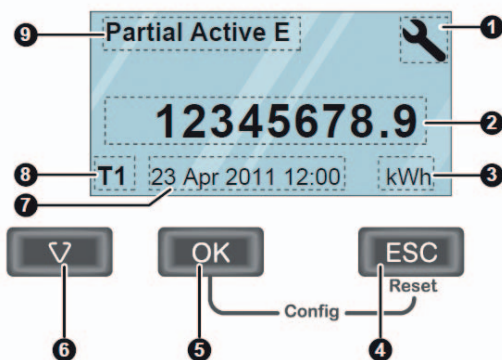 9 Partial Active E 1
12345678.9 2
8 T1 23 Apr 2011 12:00 kWh 3
7
OK ESC
Reset
Config
6 5 4